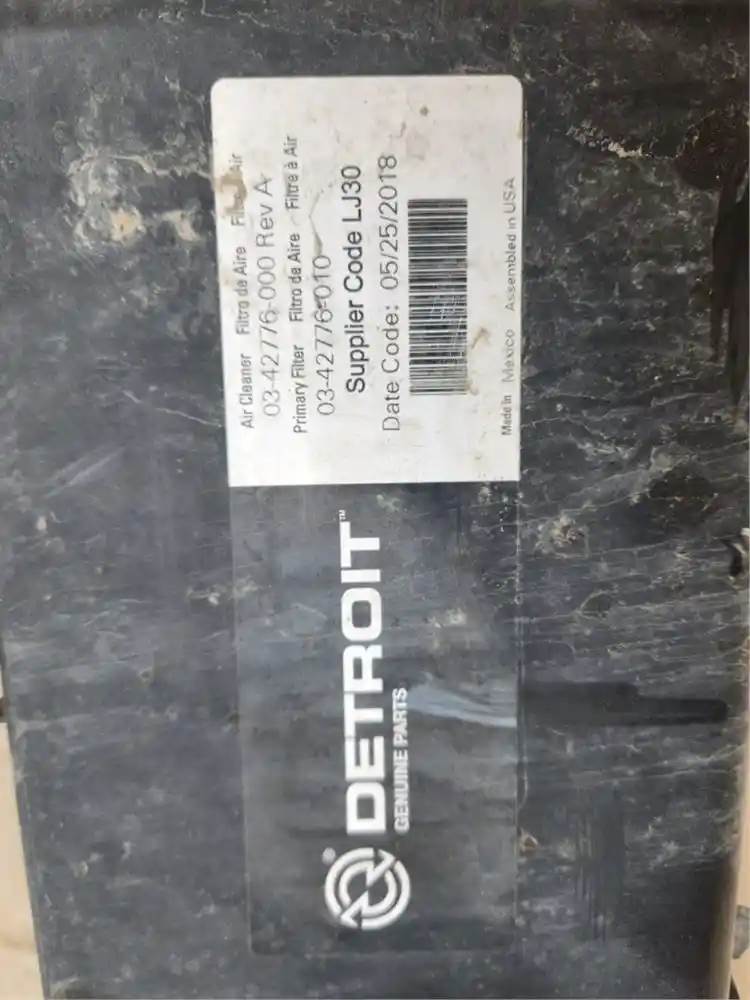 DETROIT™
GENUINE PARTS
®
Air Cleaner Filtro de Aire Air
03-42776-000 Rev A
Primary Filter Filtro de Aire Filtre à Air
03-42776-010
Supplier Code LJ30
Date Code: 05/25/2018
Made in Mexico Assembled in USA